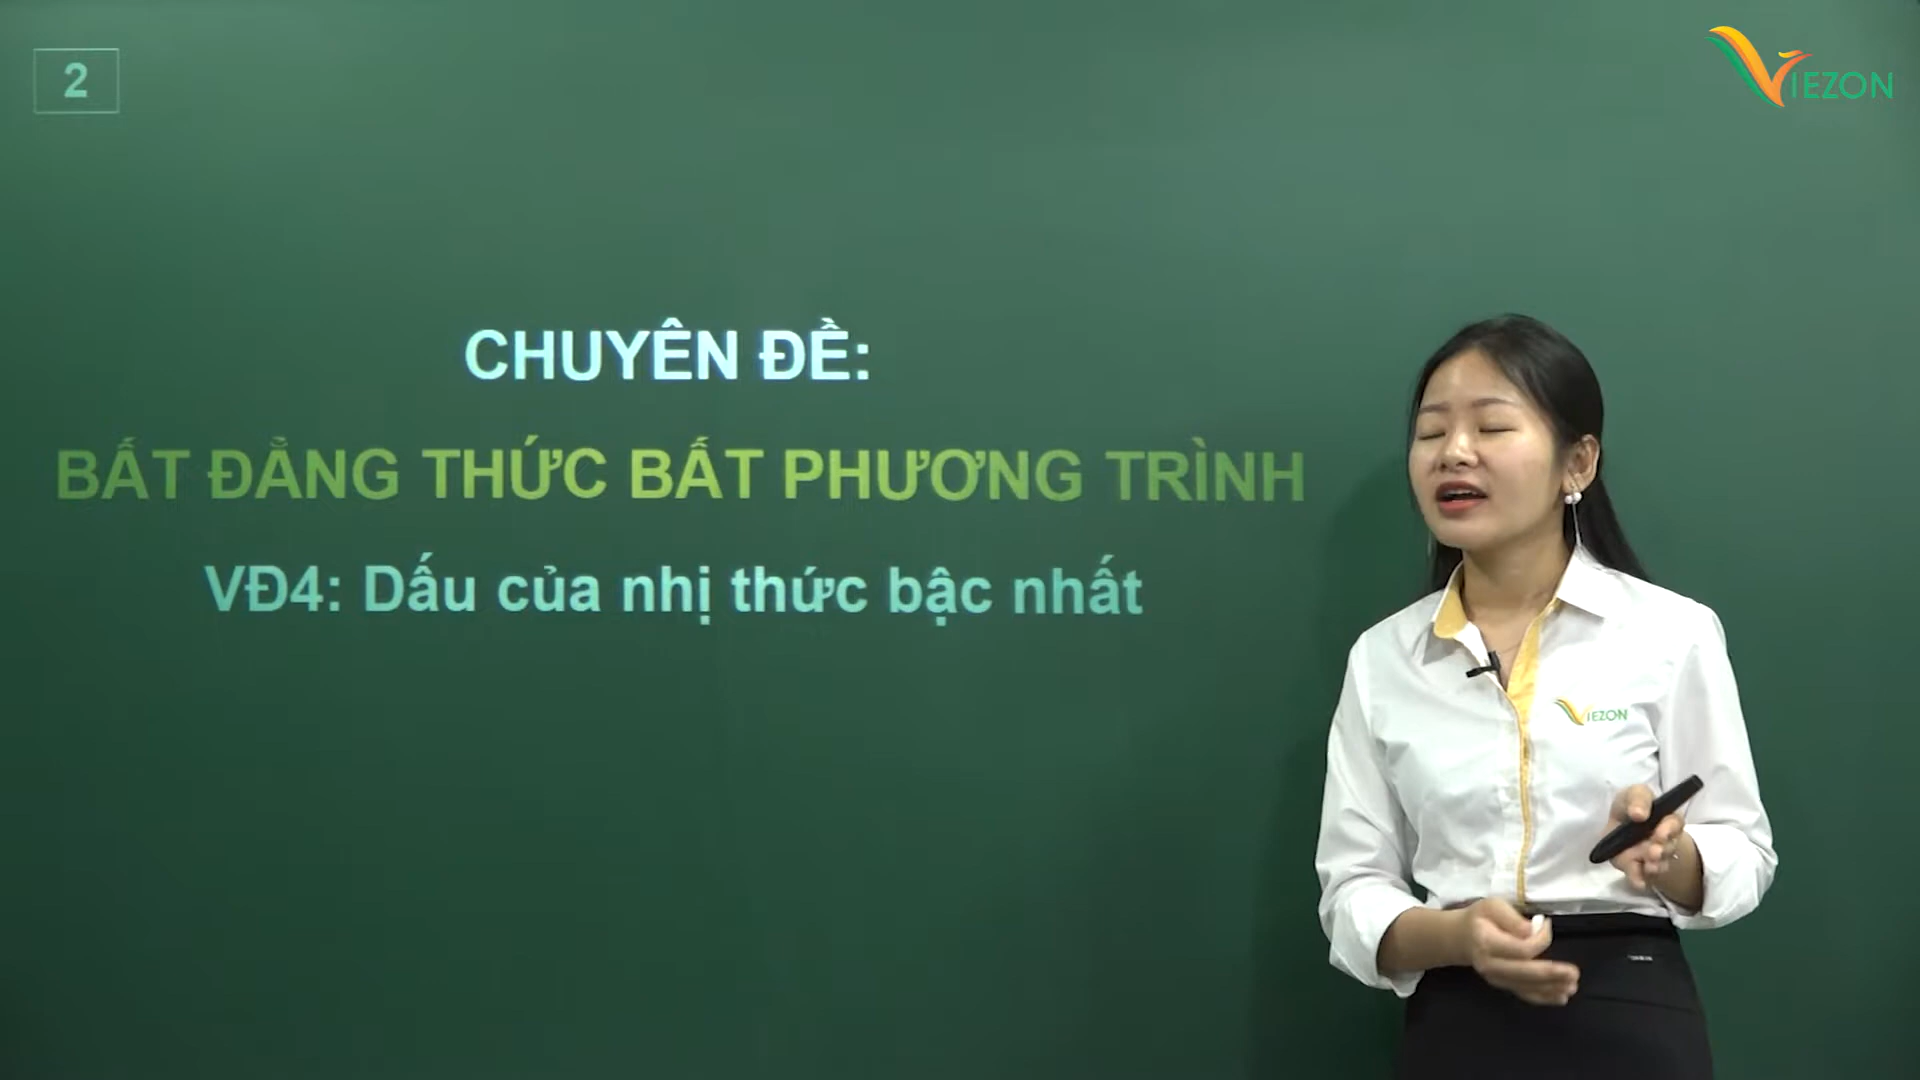 2
VIEZON
CHUYÊN ĐỀ:
BẤT ĐẲNG THỨC BẤT PHƯƠNG TRÌNH
VĐ4: Dấu của nhị thức bậc nhất
VIEZON